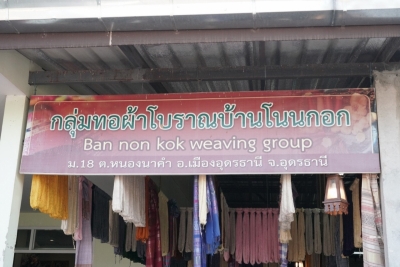 กลุ่มทอผ้าโบราณบ้านโนนกอก
Ban non kok weaving group
ม.18 ต.หนองนาคำ อ.เมืองอุดรธานี จ.อุดรธานี